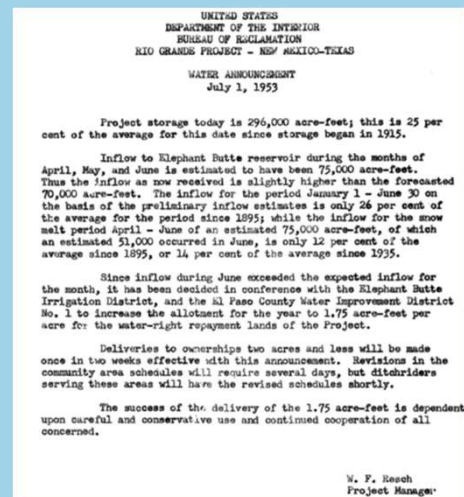 UNITED STATES
DEPARTMENT OF THE INTERIOR
BUREAU OF RECLAMATION
RIO GRANDE PROJECT - NEW MEXICO-TEXAS
WATER ANNOUNCEMENT
July 1, 1953
Project storage today is 296,000 acre-feet; this is 25 per
cent of the average for this date since storage began in 1915.
Inflow to Elephant Butte reservoir during the months of
April, May, and June is estimated to have been 75,000 acre-feet.
Thus the inflow as now received is slightly higher than the forecasted
70,000 acre-feet. The inflow for the period January 1 - June 30 on
the basis of the preliminary inflow estimates is only 26 per cent of
the average for the period since 1895; while the inflow for the snow
melt period April - June of an estimated 75,000 acre-feet, of which
an estimated 51,000 occurred in June, is only 12 per cent of the
average since 1895, or 14 per cent of the average since 1935.
Since inflow during June exceeded the expected inflow for
the month, it has been decided in conference with the Elephant Butte
Irrigation District, and the El Paso County Water Improvement District
No. 1 to increase the allotment for the year to 1.75 acre-feet per
acre for the water-right repayment lands of the Project.
Deliveries to ownerships two acres and less will be made
once in two weeks effective with this announcement. Revisions in the
community area schedules will require several days, but ditchriders
serving these areas will have the revised schedules shortly.
The success of the delivery of the 1.75 acre-feet is dependent
upon careful and conservative use and continued cooperation of all
concerned.
W. F. Resch
Project Manager